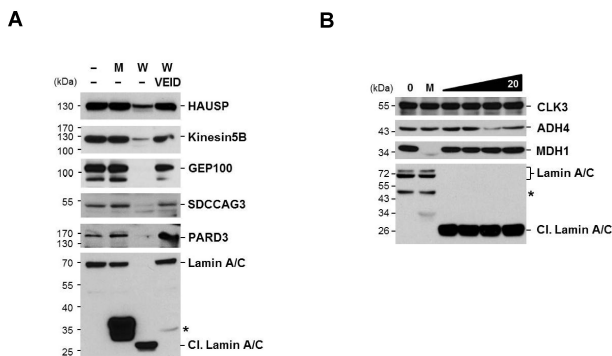 A
– M W W
– – – VEID
(kDa)
130 HAUSP
170
130 Kinesin5B
100
100 GEP100
55 SDCCAG3
170 PARD3
130
70 Lamin A/C
55
40
35 *
25 Cl. Lamin A/C
B
0 M 20
(kDa)
55 CLK3
43 ADH4
34 MDH1
72 Lamin A/C
55 *
43
34
26 Cl. Lamin A/C